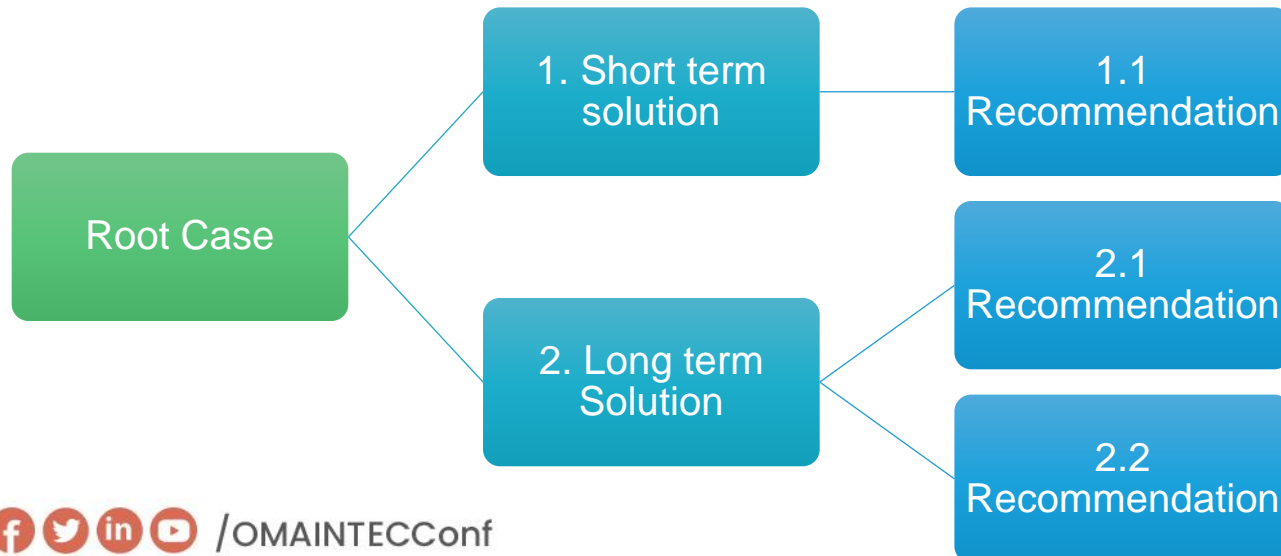 Root Case
1. Short term
solution
1.1
Recommendation
2. Long term
Solution
2.1
Recommendation
2.2
Recommendation
f in /OMAINTECConf